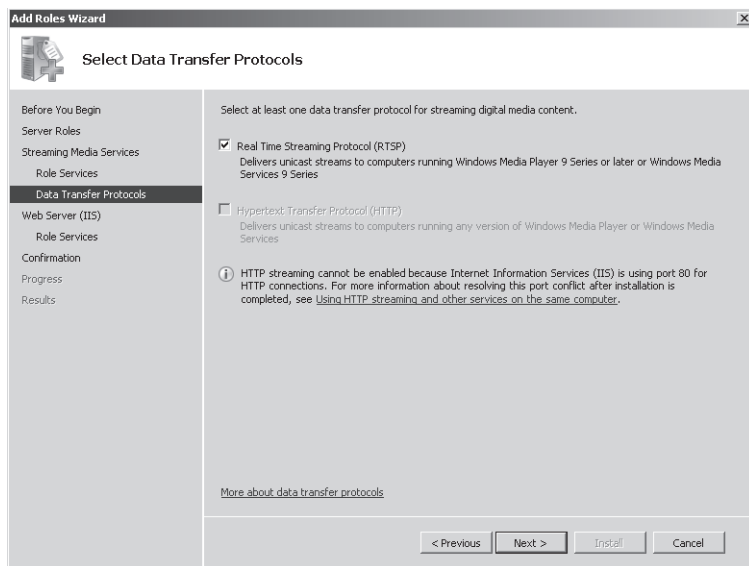 Add Roles Wizard
Select Data Transfer Protocols
Before You Begin
Server Roles
Streaming Media Services
Role Services
Data Transfer Protocols
Web Server (IIS)
Role Services
Confirmation
Progress
Results
Select at least one data transfer protocol for streaming digital media content.
Real Time Streaming Protocol (RTSP)
Delivers unicast streams to computers running Windows Media Player 9 Series or later or Windows Media
Services 9 Series
Hypertext Transfer Protocol (HTTP)
Delivers unicast streams to computers running any version of Windows Media Player or Windows Media
Services
HTTP streaming cannot be enabled because Internet Information Services (IIS) is using port 80 for
HTTP connections. For more information about resolving this port conflict after installation is
completed, see Using HTTP streaming and other services on the same computer.
More about data transfer protocols
< Previous
Next >
Install
Cancel